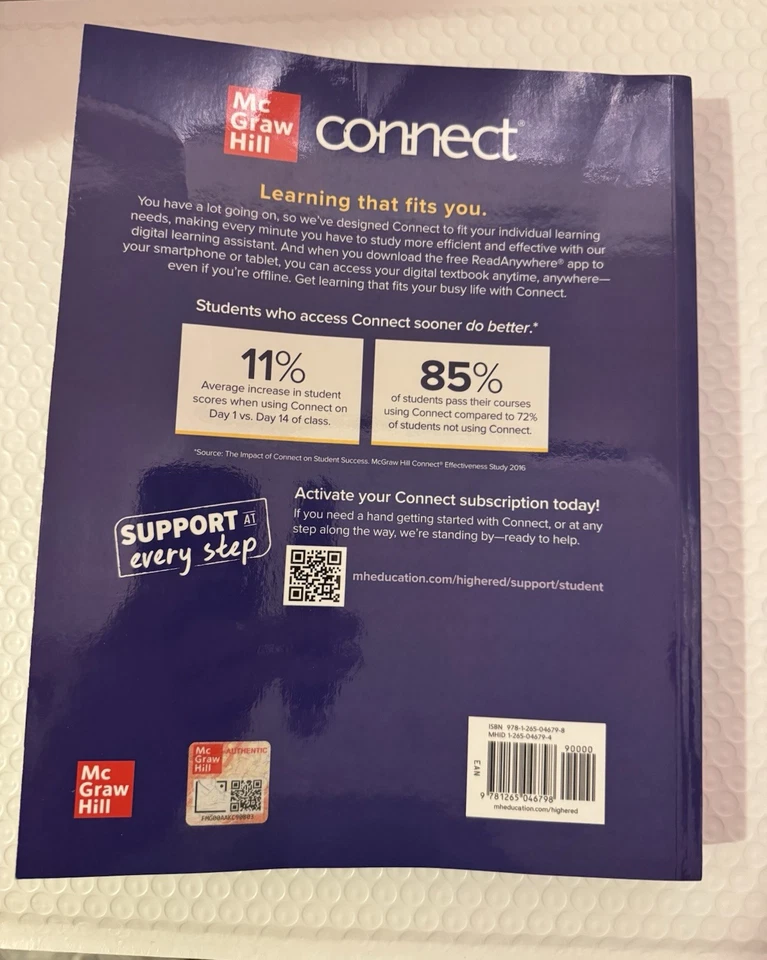 Mc
Graw
Hill
connect®
Learning that fits you.
You have a lot going on, so we've designed Connect to fit your individual learning
needs, making every minute you have to study more efficient and effective with our
digital learning assistant. And when you download the free ReadAnywhere® app to
your smartphone or tablet, you can access your digital textbook anytime, anywhere—
even if you're offline. Get learning that fits your busy life with Connect.
Students who access Connect sooner do better.*
11%
Average increase in student
scores when using Connect on
Day 1 vs. Day 14 of class.
85%
of students pass their courses
using Connect compared to 72%
of students not using Connect.
*Source: The Impact of Connect on Student Success. McGraw Hill Connect® Effectiveness Study 2016
SUPPORT AT
every step
Activate your Connect subscription today!
If you need a hand getting started with Connect, or at any
step along the way, we're standing by—ready to help.
mheducation.com/highered/support/student
Mc
Graw
Hill
Mc
Graw
Hill
AUTHENTIC
ISBN 978-1-265-04679-8
MHID 1-265-04679-4
90000
EAN
9 781265 046798
mheducation.com/highered